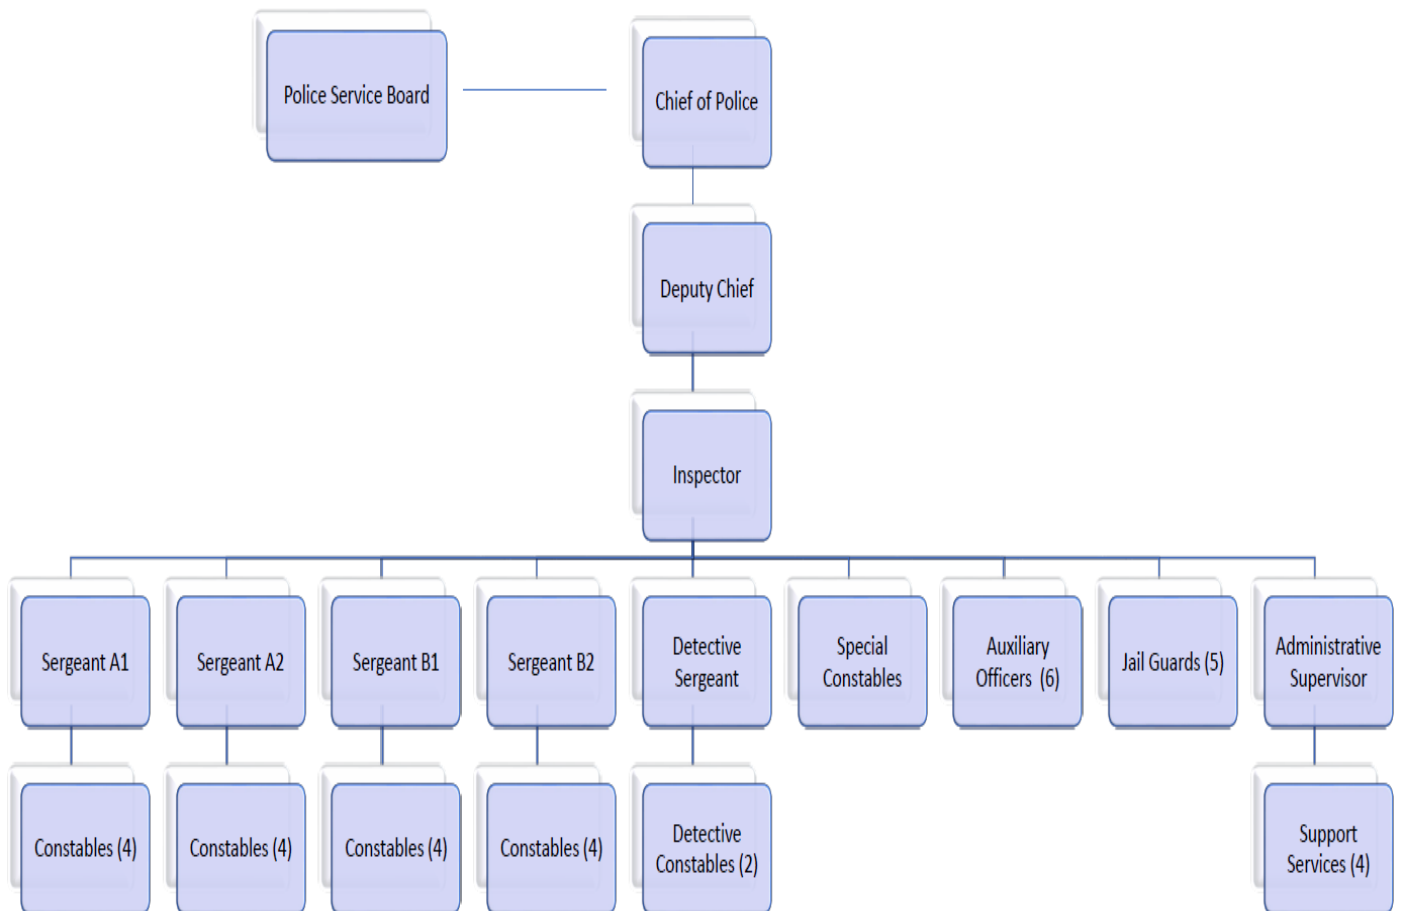 Police Service Board
Chief of Police
Deputy Chief
Inspector
Sergeant A1
Sergeant A2
Sergeant B1
Sergeant B2
Detective
Sergeant
Special
Constables
Auxiliary
Officers (6)
Jail Guards (5)
Administrative
Supervisor
Constables (4)
Constables (4)
Constables (4)
Constables (4)
Detective
Constables (2)
Support
Services (4)